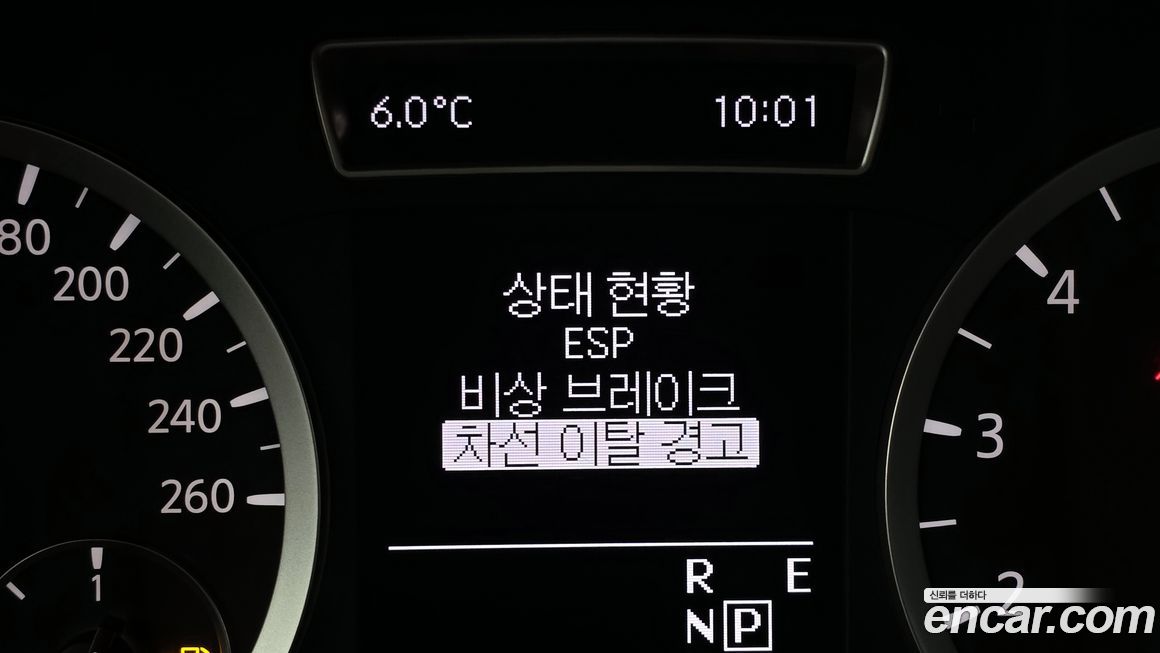 6.0°C 10:01
80
200
220
240
260
1
상태 현황
ESP
비상 브레이크
차선 이탈 경고
R E
N P
4
3
2
신뢰를 더하다
encar.com